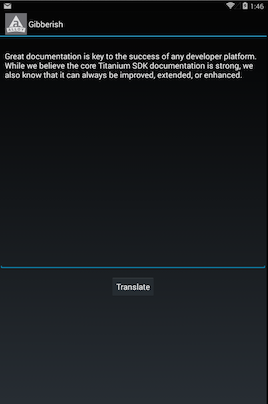 1:46
Gibberish
Great documentation is key to the success of any developer platform.
While we believe the core Titanium SDK documentation is strong, we
also know that it can always be improved, extended, or enhanced.
Translate